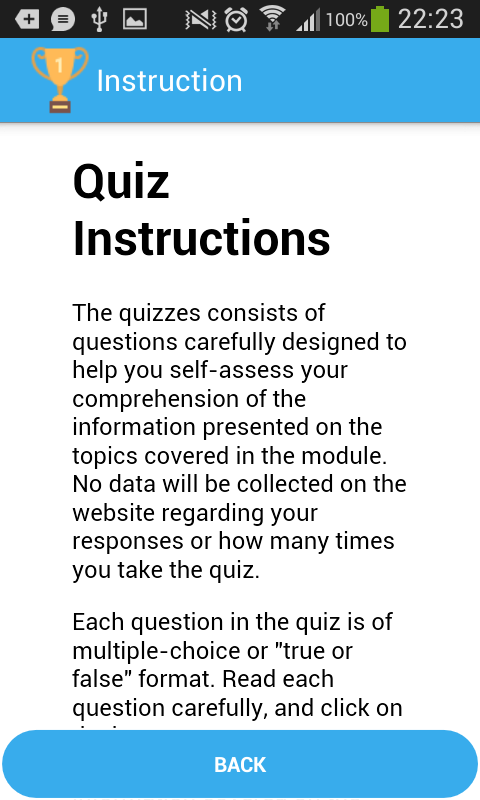 100% 22:23
1 Instruction
Quiz
Instructions
The quizzes consists of
questions carefully designed to
help you self-assess your
comprehension of the
information presented on the
topics covered in the module.
No data will be collected on the
website regarding your
responses or how many times
you take the quiz.
Each question in the quiz is of
multiple-choice or "true or
false" format. Read each
question carefully, and click on
BACK